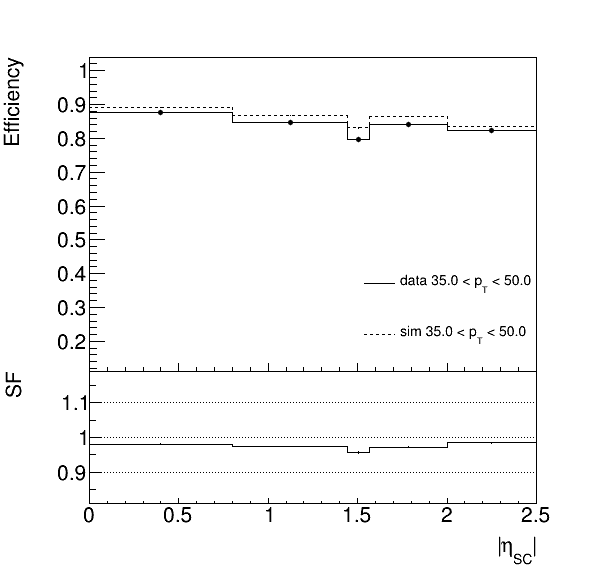 Efficiency
1
0.9
0.8
0.7
0.6
0.5
0.4
0.3
0.2
data 35.0 < p_T < 50.0
sim 35.0 < p_T < 50.0
SF
1.1
1
0.9
0 0.5 1 1.5 2 2.5
|η_SC|